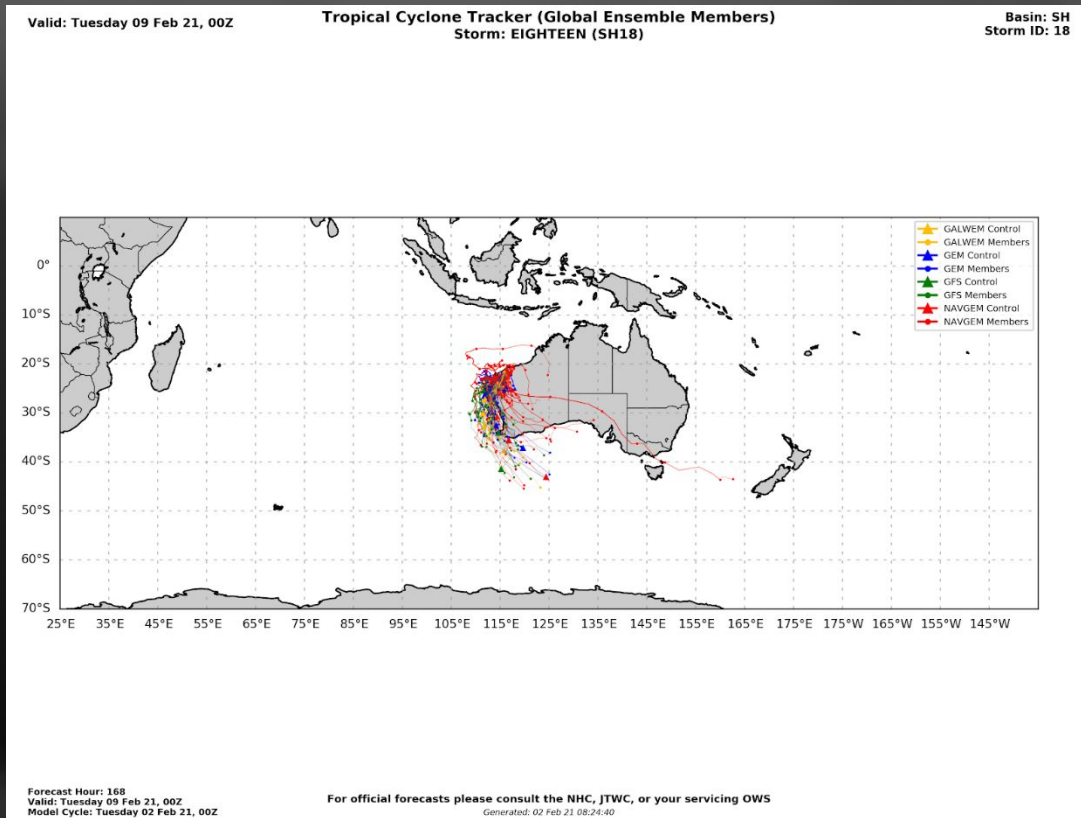 Valid: Tuesday 09 Feb 21, 00Z
Tropical Cyclone Tracker (Global Ensemble Members)
Storm: EIGHTEEN (SH18)
Basin: SH
Storm ID: 18
GALWEM Control
GALWEM Members
GEM Control
GEM Members
GFS Control
GFS Members
NAVGEM Control
NAVGEM Members
0°
10°S
20°S
30°S
40°S
50°S
60°S
70°S
25°E 35°E 45°E 55°E 65°E 75°E 85°E 95°E 105°E 115°E 125°E 135°E 145°E 155°E 165°E 175°E 175°W 165°W 155°W 145°W
Forecast Hour: 168
Valid: Tuesday 09 Feb 21, 00Z
Model Cycle: Tuesday 02 Feb 21, 00Z
For official forecasts please consult the NHC, JTWC, or your servicing OWS
Generated: 02 Feb 21 08:24:40